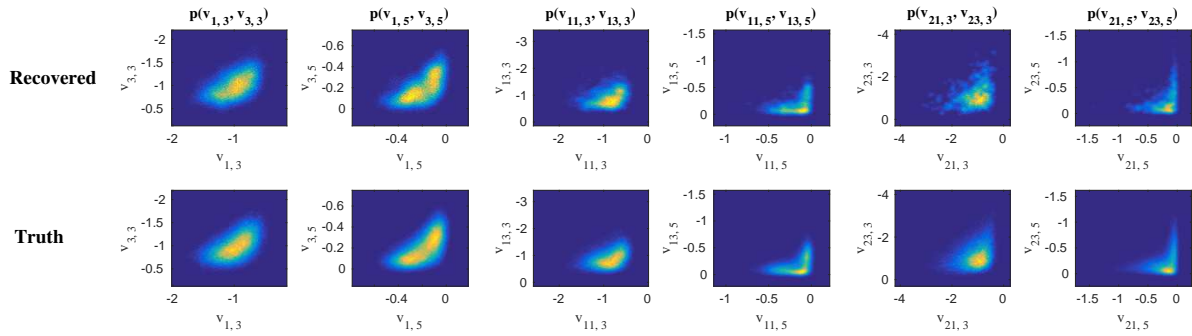 p(v1, 3, v3, 3) p(v1, 5, v3, 5) p(v11, 3, v13, 3) p(v11, 5, v13, 5) p(v21, 3, v23, 3) p(v21, 5, v23, 5)
Recovered
v3, 3 -2 -1.5 -1 -0.5
-2 -1
v1, 3
v3, 5 -0.6 -0.4 -0.2 0
-0.4 -0.2 0
v1, 5
v13, 3 -3 -2 -1 0
-2 -1 0
v11, 3
v13, 5 -1.5 -1 -0.5 0
-1 -0.5 0
v11, 5
v23, 3 -4 -2 0
-4 -2 0
v21, 3
v23, 5 -1.5 -1 -0.5 0
-1.5 -1 -0.5 0
v21, 5
Truth
v3, 3 -2 -1.5 -1 -0.5
-2 -1
v1, 3
v3, 5 -0.6 -0.4 -0.2 0
-0.4 -0.2 0
v1, 5
v13, 3 -3 -2 -1 0
-2 -1 0
v11, 3
v13, 5 -1.5 -1 -0.5 0
-1 -0.5 0
v11, 5
v23, 3 -4 -2 0
-4 -2 0
v21, 3
v23, 5 -1.5 -1 -0.5 0
-1.5 -1 -0.5 0
v21, 5